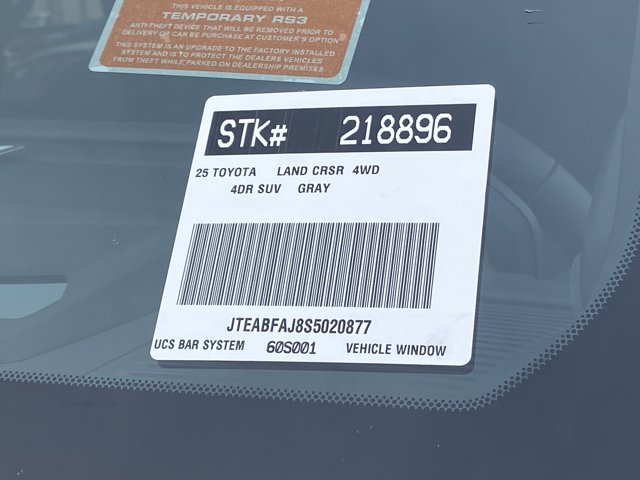 THIS VEHICLE IS EQUIPPED WITH A
TEMPORARY RS3
ANTI-THEFT DEVICE THAT WILL BE REMOVED PRIOR TO
DELIVERY OR CAN BE PURCHASE AT CUSTOMER'S OPTION
THIS SYSTEM IS AN UPGRADE TO THE FACTORY INSTALLED
SYSTEM AND IS TO PROTECT THE DEALERS VEHICLES
FROM THEFT WHILE PARKED ON DEALERSHIP PREMISES.
STK# 218896
25 TOYOTA LAND CRSR 4WD
4DR SUV GRAY
JTEABFAJ8S5020877
UCS BAR SYSTEM 60S001 VEHICLE WINDOW